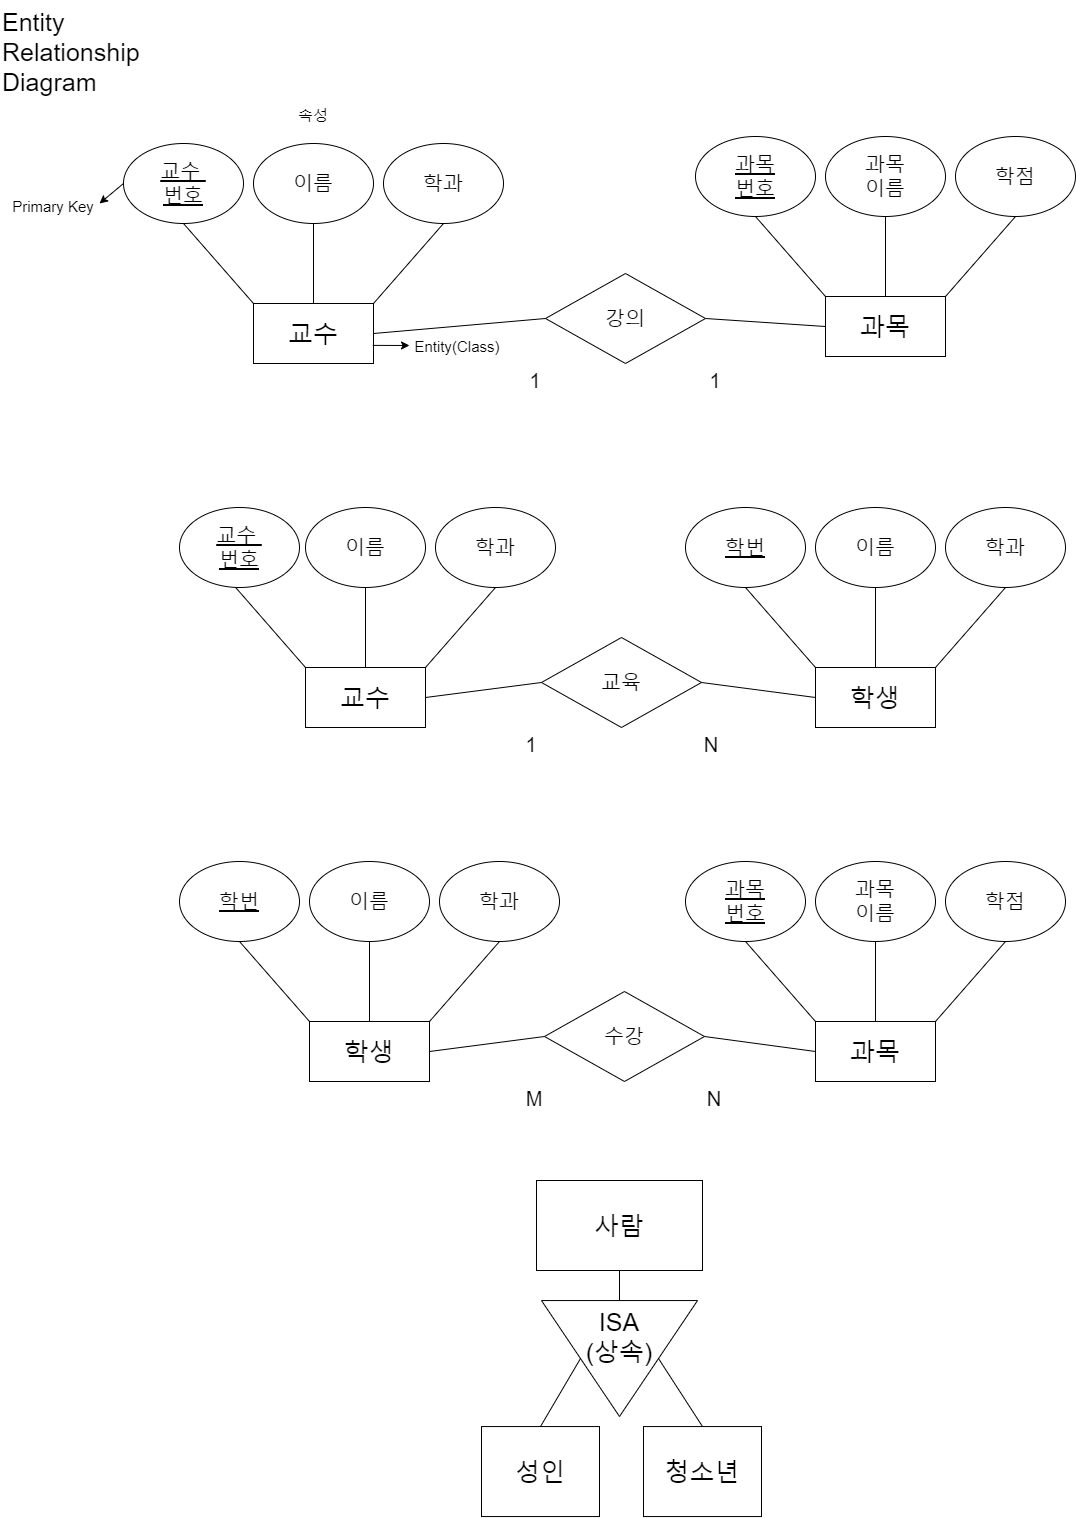 Entity
Relationship
Diagram
속성
교수
번호
이름
학과
과목
번호
과목
이름
학점
Primary Key
교수
강의
과목
Entity(Class)
1
1
교수
번호
이름
학과
학번
이름
학과
교수
교육
학생
1
N
학번
이름
학과
과목
번호
과목
이름
학점
학생
수강
과목
M
N
사람
ISA
(상속)
성인
청소년